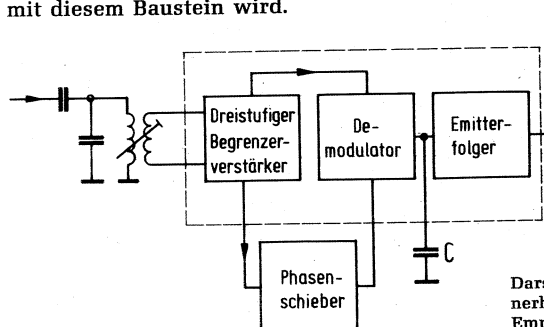 mit diesem Baustein wird.
Dreistufiger
Begrenzer-
verstärker
De-
modulator
Emitter-
folger
C
Phasen-
schieber
Dars
nerh
Emp